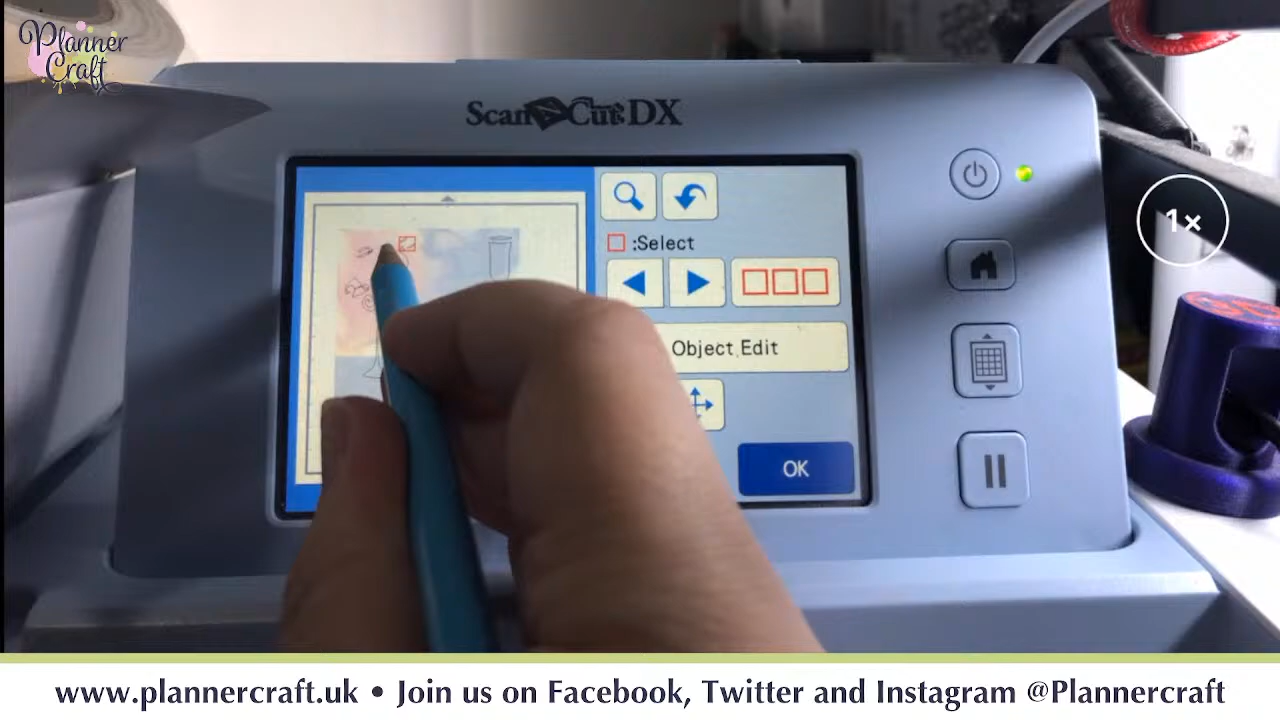 Planner
Craft
ScanNCut DX
:Select
1×
Object Edit
OK
www.plannercraft.uk • Join us on Facebook, Twitter and Instagram @Plannercraft